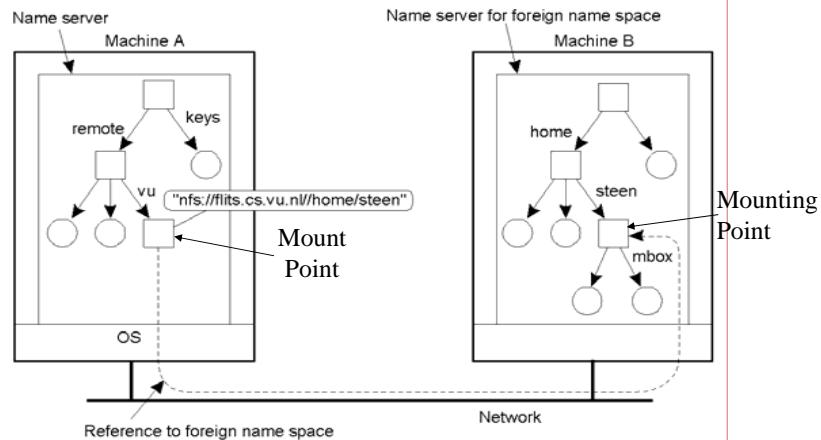 Name server
Name server for foreign name space
Machine A
Machine B
keys
remote
home
vu
"nfs://flits.cs.vu.nl//home/steen"
steen
Mounting
Point
Mount
Point
mbox
OS
Network
Reference to foreign name space